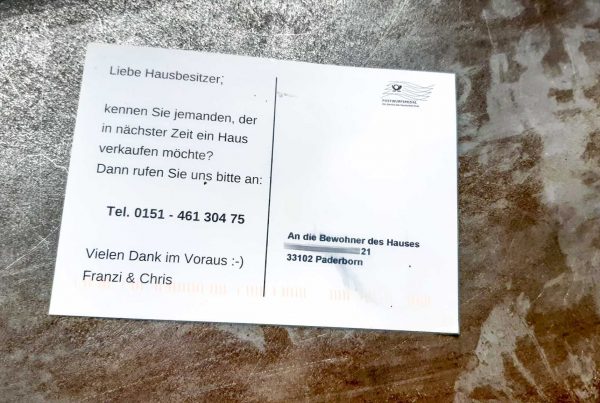 Liebe Hausbesitzer,
kennen Sie jemanden, der
in nächster Zeit ein Haus
verkaufen möchte?
Dann rufen Sie uns bitte an:
Tel. 0151 - 461 304 75
Vielen Dank im Voraus :-)
Franzi & Chris
POSTWURFSPEZIAL
An die Bewohner des Hauses
21
33102 Paderborn